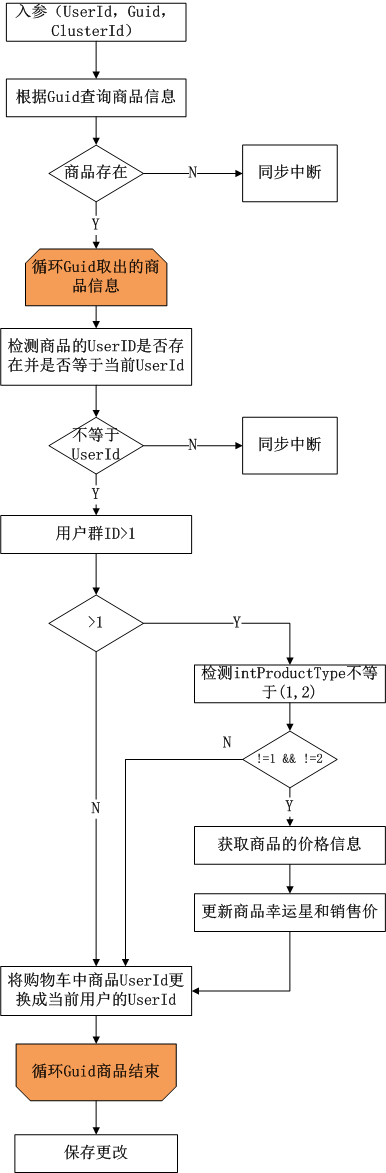 入参（UserId，Guid，
ClusterId）
根据Guid查询商品信息
商品存在
N
同步中断
Y
循环Guid取出的商
品信息
检测商品的UserID是否存
在并是否等于当前UserId
不等于
UserId
N
同步中断
Y
用户群ID>1
>1
Y
检测intProductType不等
于(1,2)
N
!=1 && !=2
Y
N
获取商品的价格信息
更新商品幸运星和销售价
将购物车中商品UserId更
换成当前用户的UserId
循环Guid商品结束
保存更改